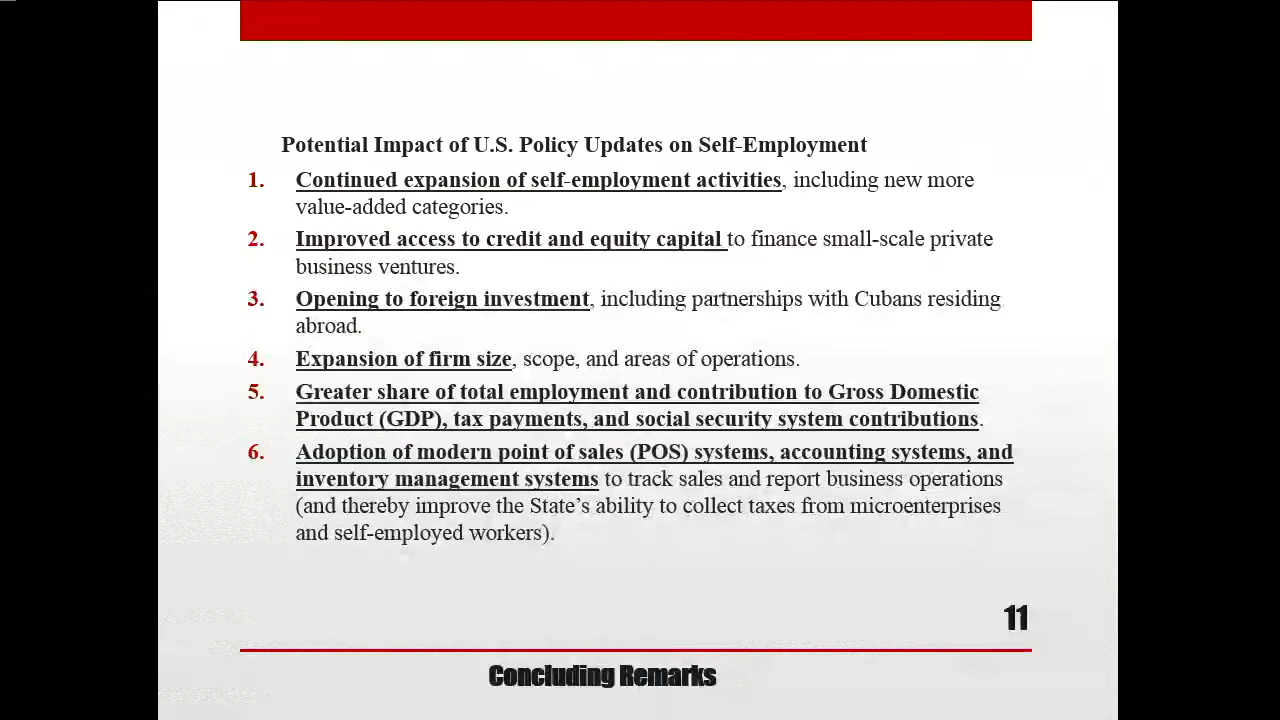 Potential Impact of U.S. Policy Updates on Self-Employment
1. Continued expansion of self-employment activities, including new more
value-added categories.
2. Improved access to credit and equity capital to finance small-scale private
business ventures.
3. Opening to foreign investment, including partnerships with Cubans residing
abroad.
4. Expansion of firm size, scope, and areas of operations.
5. Greater share of total employment and contribution to Gross Domestic
Product (GDP), tax payments, and social security system contributions.
6. Adoption of modern point of sales (POS) systems, accounting systems, and
inventory management systems to track sales and report business operations
(and thereby improve the State’s ability to collect taxes from microenterprises
and self-employed workers).
11
Concluding Remarks